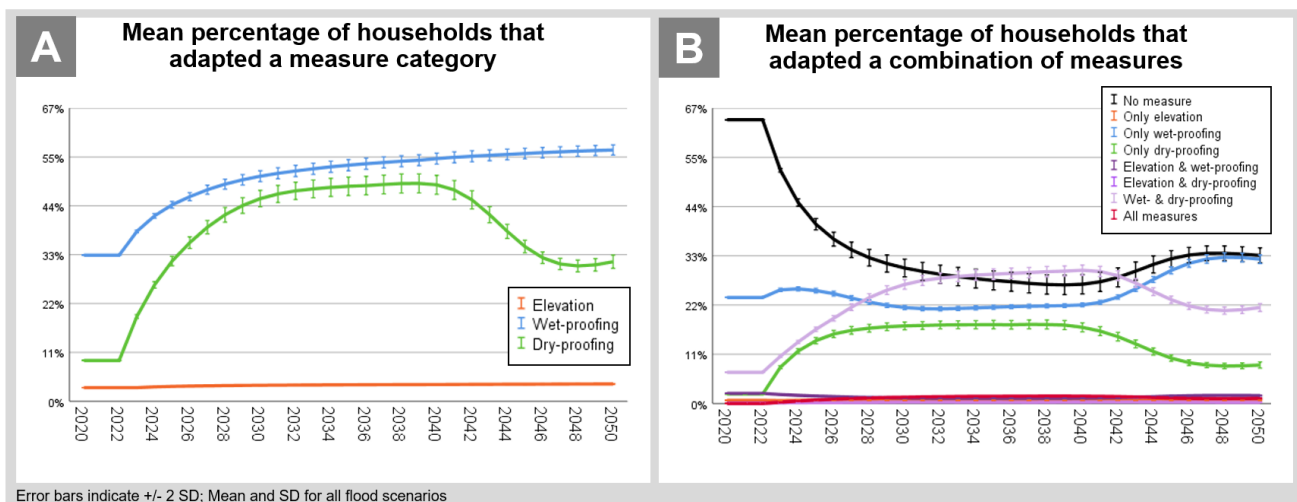 A
Mean percentage of households that
adapted a measure category
67%
55%
44%
33%
22%
11%
0%
2020
2022
2024
2026
2028
2030
2032
2034
2036
2038
2040
2042
2044
2046
2048
2050
Elevation
Wet-proofing
Dry-proofing
B
Mean percentage of households that
adapted a combination of measures
67%
55%
44%
33%
22%
11%
0%
2020
2022
2024
2026
2028
2030
2032
2034
2036
2038
2040
2042
2044
2046
2048
2050
No measure
Only elevation
Only wet-proofing
Only dry-proofing
Elevation & wet-proofing
Elevation & dry-proofing
Wet- & dry-proofing
All measures
Error bars indicate +/- 2 SD; Mean and SD for all flood scenarios